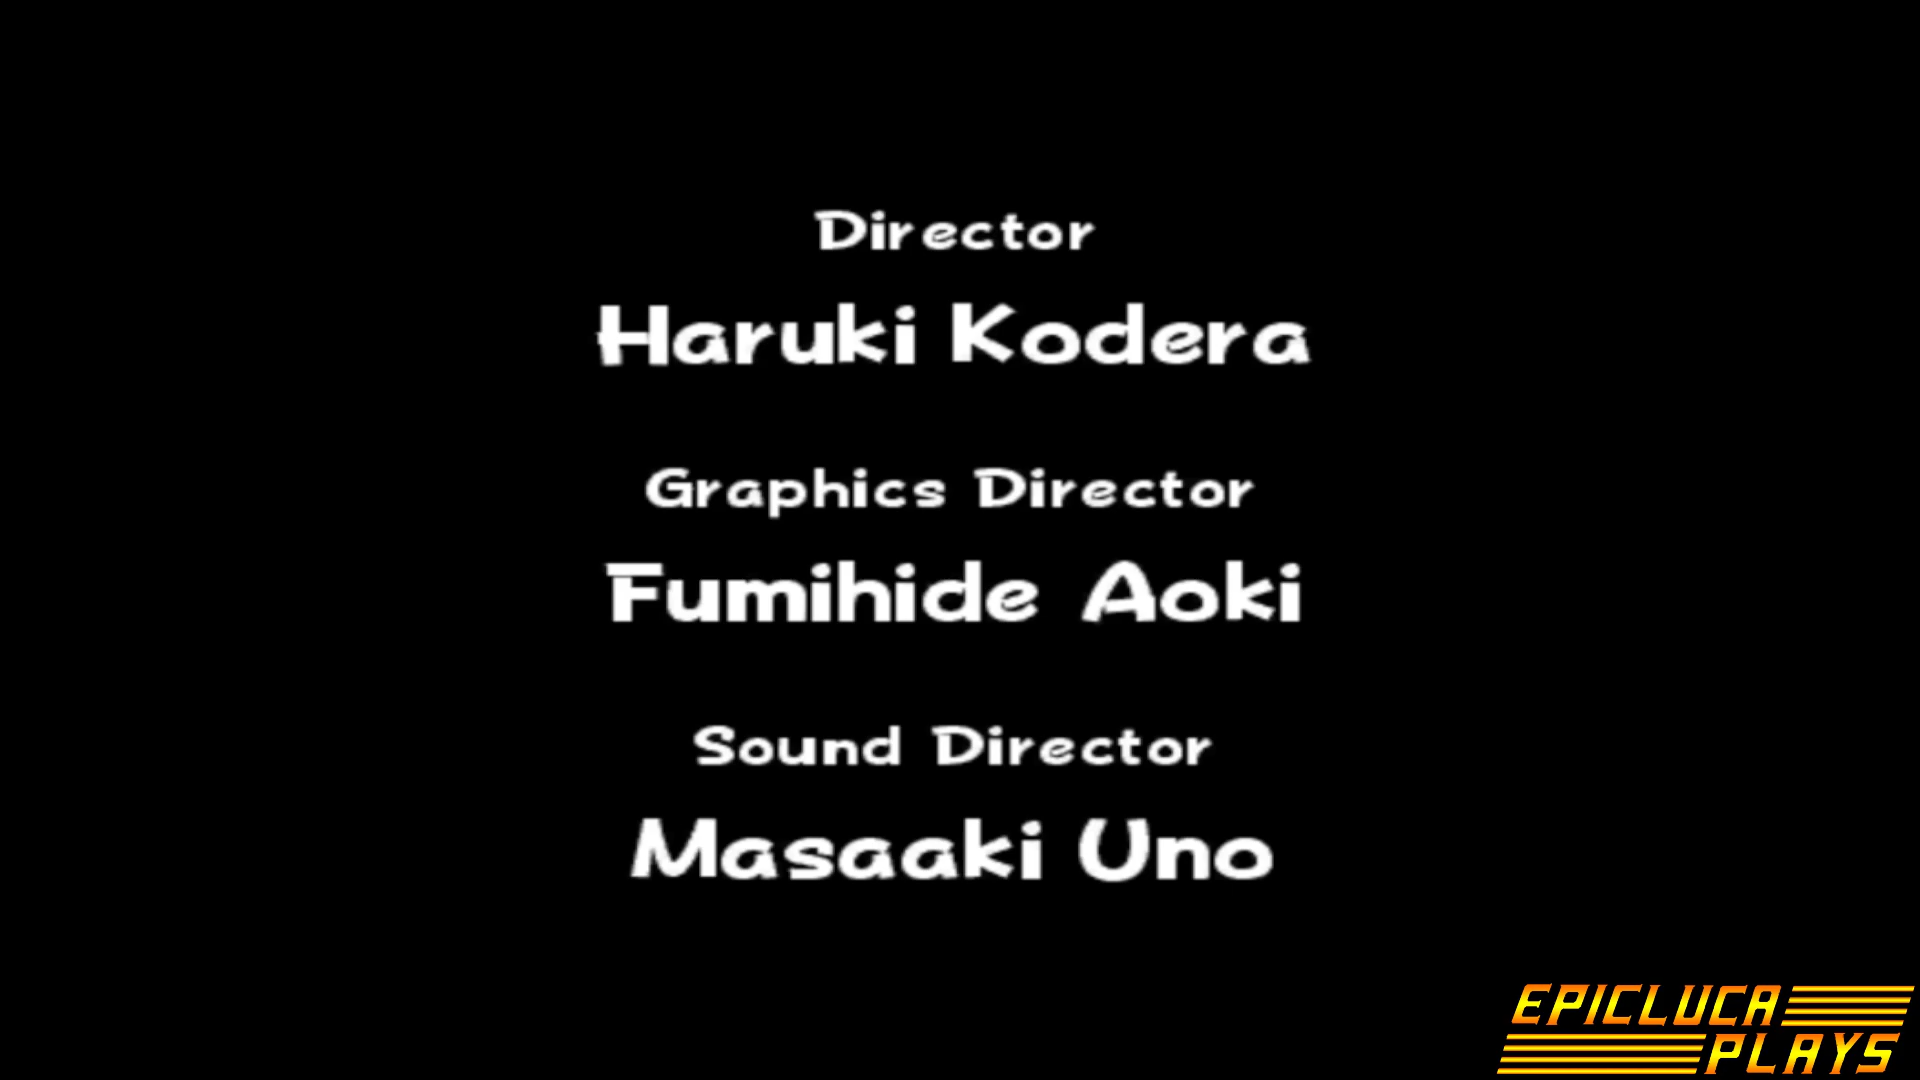 Director
Haruki Kodera
Graphics Director
Fumihide Aoki
Sound Director
Masaaki Uno
EPICLUCA
PLAYS